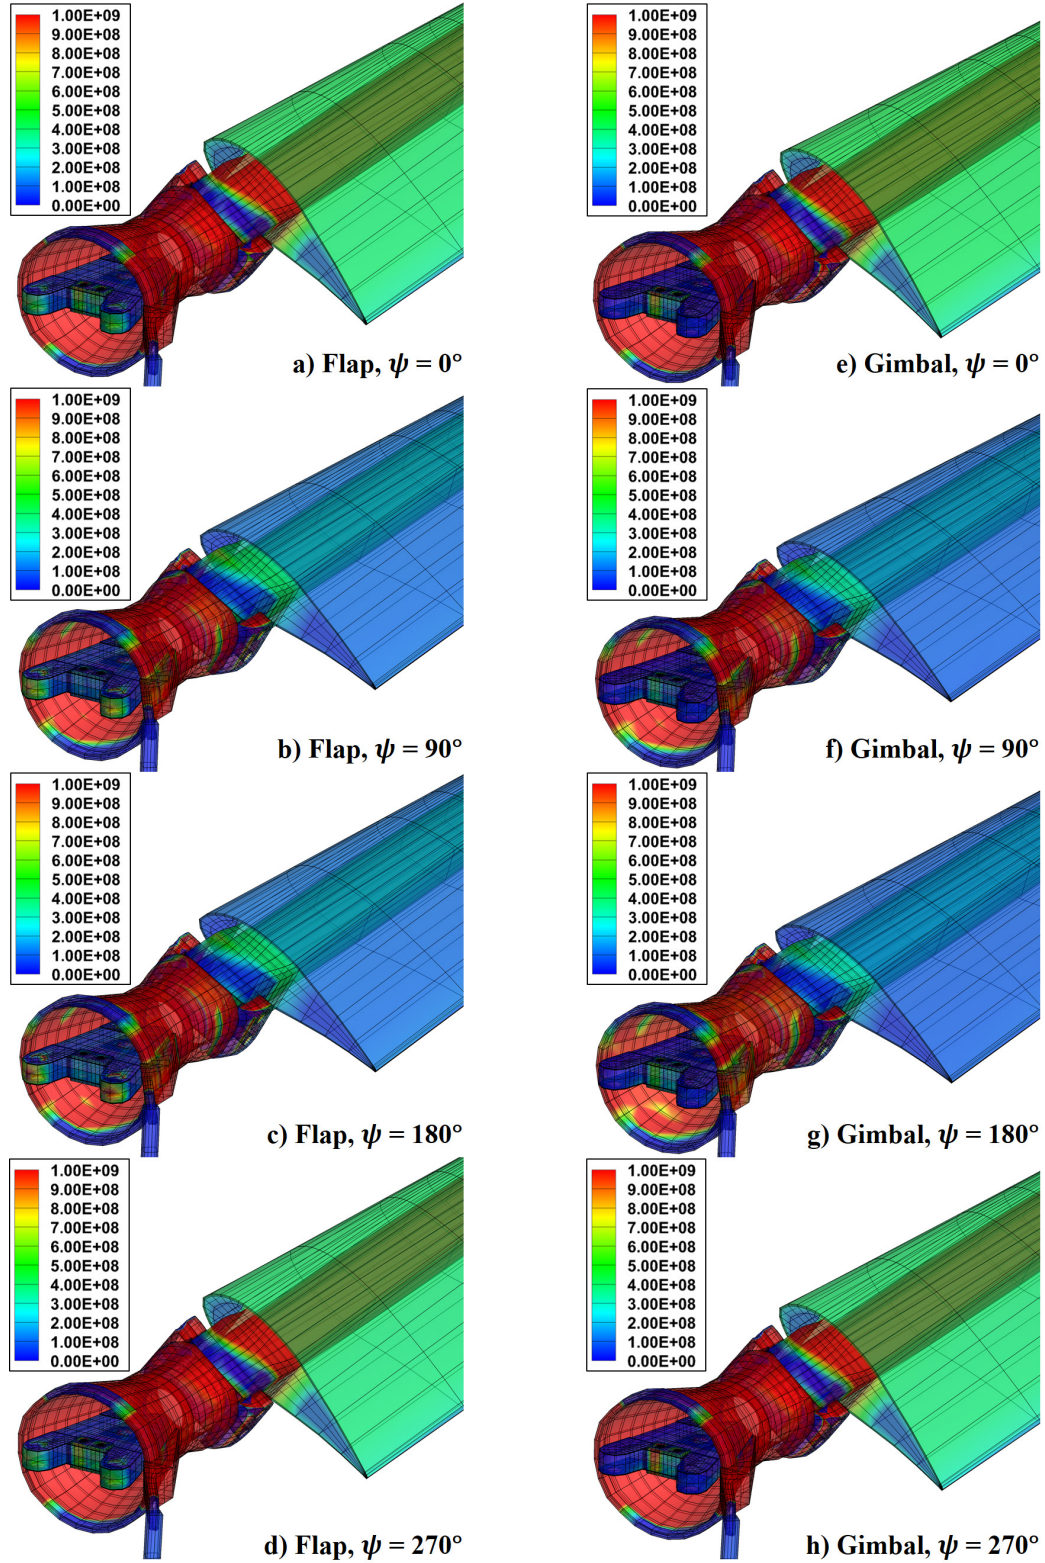 1.00E+09
9.00E+08
8.00E+08
7.00E+08
6.00E+08
5.00E+08
4.00E+08
3.00E+08
2.00E+08
1.00E+08
0.00E+00
a) Flap, ψ = 0°
1.00E+09
9.00E+08
8.00E+08
7.00E+08
6.00E+08
5.00E+08
4.00E+08
3.00E+08
2.00E+08
1.00E+08
0.00E+00
e) Gimbal, ψ = 0°
1.00E+09
9.00E+08
8.00E+08
7.00E+08
6.00E+08
5.00E+08
4.00E+08
3.00E+08
2.00E+08
1.00E+08
0.00E+00
b) Flap, ψ = 90°
1.00E+09
9.00E+08
8.00E+08
7.00E+08
6.00E+08
5.00E+08
4.00E+08
3.00E+08
2.00E+08
1.00E+08
0.00E+00
f) Gimbal, ψ = 90°
1.00E+09
9.00E+08
8.00E+08
7.00E+08
6.00E+08
5.00E+08
4.00E+08
3.00E+08
2.00E+08
1.00E+08
0.00E+00
c) Flap, ψ = 180°
1.00E+09
9.00E+08
8.00E+08
7.00E+08
6.00E+08
5.00E+08
4.00E+08
3.00E+08
2.00E+08
1.00E+08
0.00E+00
g) Gimbal, ψ = 180°
1.00E+09
9.00E+08
8.00E+08
7.00E+08
6.00E+08
5.00E+08
4.00E+08
3.00E+08
2.00E+08
1.00E+08
0.00E+00
d) Flap, ψ = 270°
1.00E+09
9.00E+08
8.00E+08
7.00E+08
6.00E+08
5.00E+08
4.00E+08
3.00E+08
2.00E+08
1.00E+08
0.00E+00
h) Gimbal, ψ = 270°